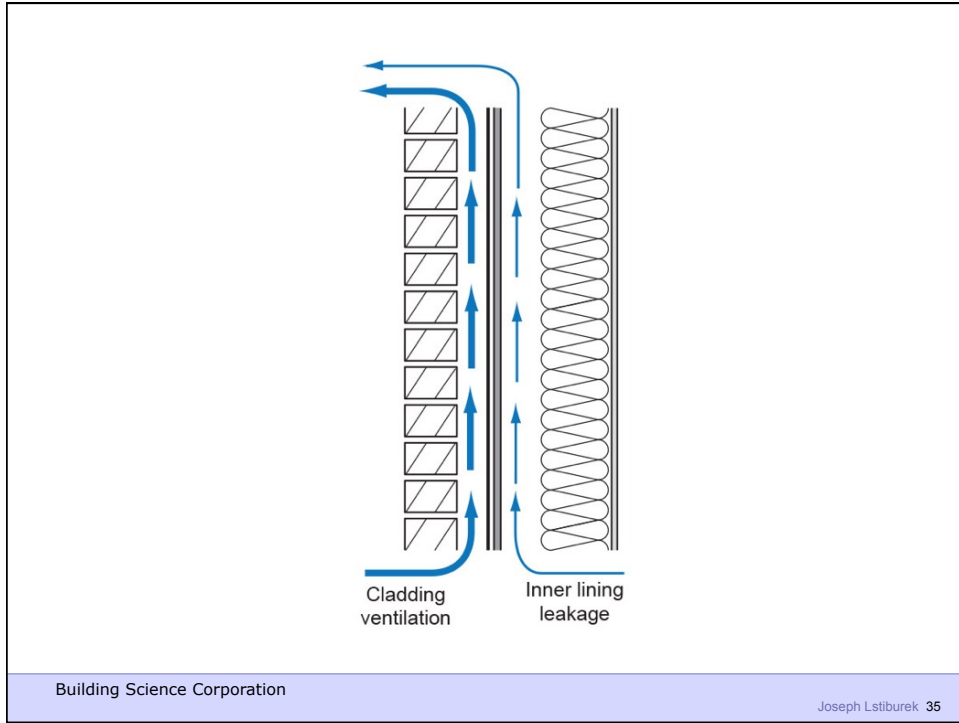 Cladding
ventilation
Inner lining
leakage
Building Science Corporation
Joseph Lstiburek 35